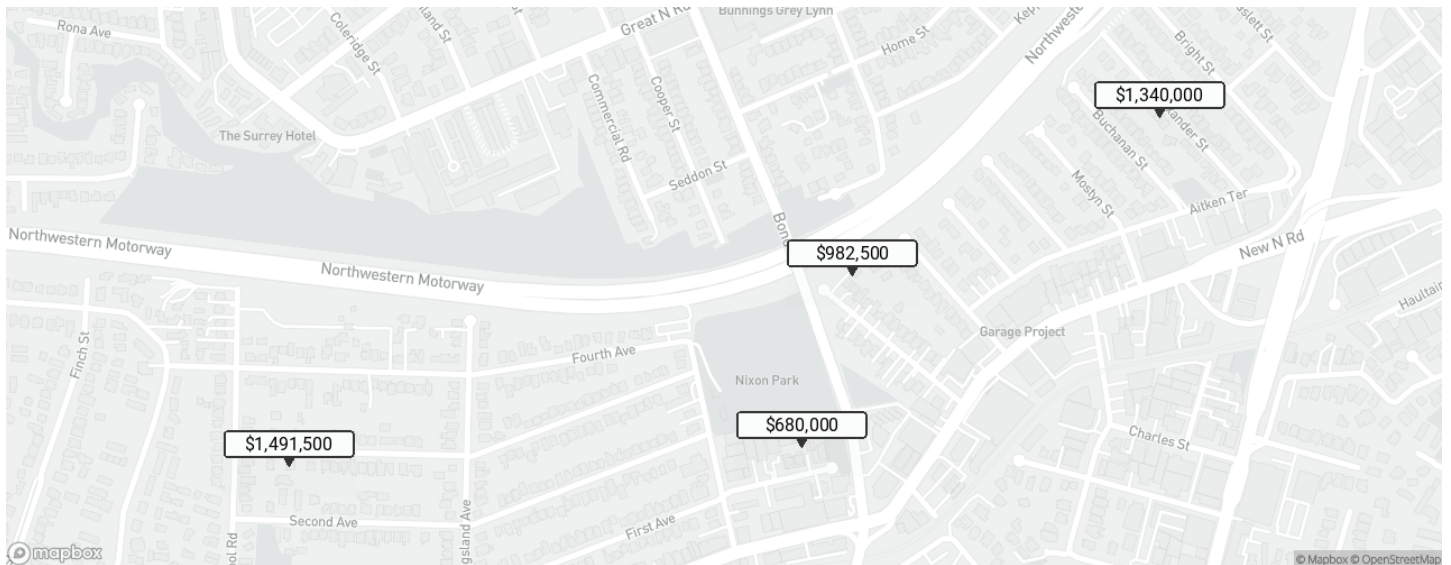 Rona Ave
Coleridge St
Great N Rd
Bunnings Grey Lynn
Home St
Northwestern
Bright St
The Surrey Hotel
Commercial Rd
Cooper St
Seddon St
$1,340,000
Buchanan St
Mostyn St
Aitken Ter
New N Rd
Northwestern Motorway
Northwestern Motorway
$982,500
Garage Project
Finch St
Fourth Ave
Nixon Park
$680,000
$1,491,500
Charles St
Second Ave
First Ave
mapbox
© Mapbox © OpenStreetMap